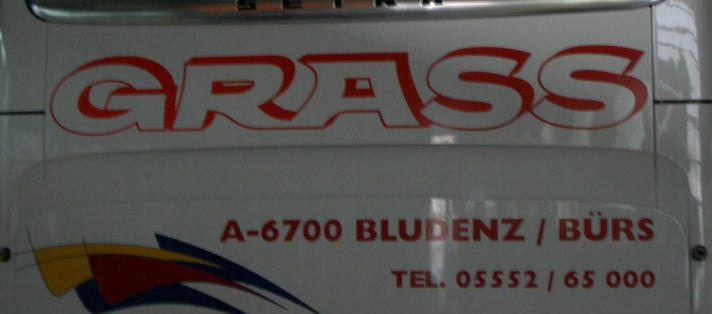 GRASS
A-6700 BLUDENZ / BÜRS
TEL. 05552 / 65 000